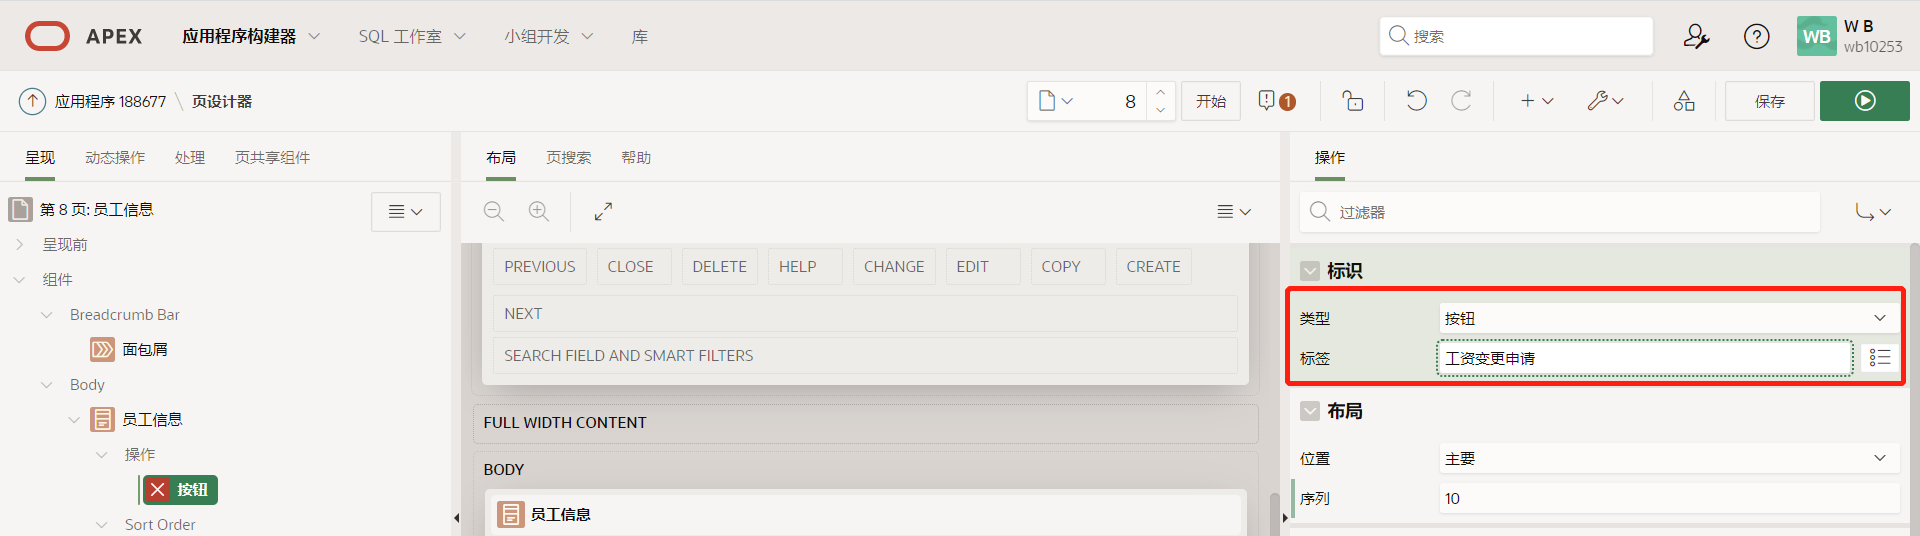 APEX 应用程序构建器 SQL 工作室 小组开发 库 搜索 WB W B
wb10253
应用程序 188677 \ 页设计器 8 开始 1 保存
呈现 动态操作 处理 页共享组件
第 8 页: 员工信息
呈现前
组件
Breadcrumb Bar
面包屑
Body
员工信息
操作
按钮
Sort Order
布局 页搜索 帮助
PREVIOUS CLOSE DELETE HELP CHANGE EDIT COPY CREATE
NEXT
SEARCH FIELD AND SMART FILTERS
FULL WIDTH CONTENT
BODY
员工信息
操作
过滤器
标识
类型 按钮
标签 工资变更申请
布局
位置 主要
序列 10